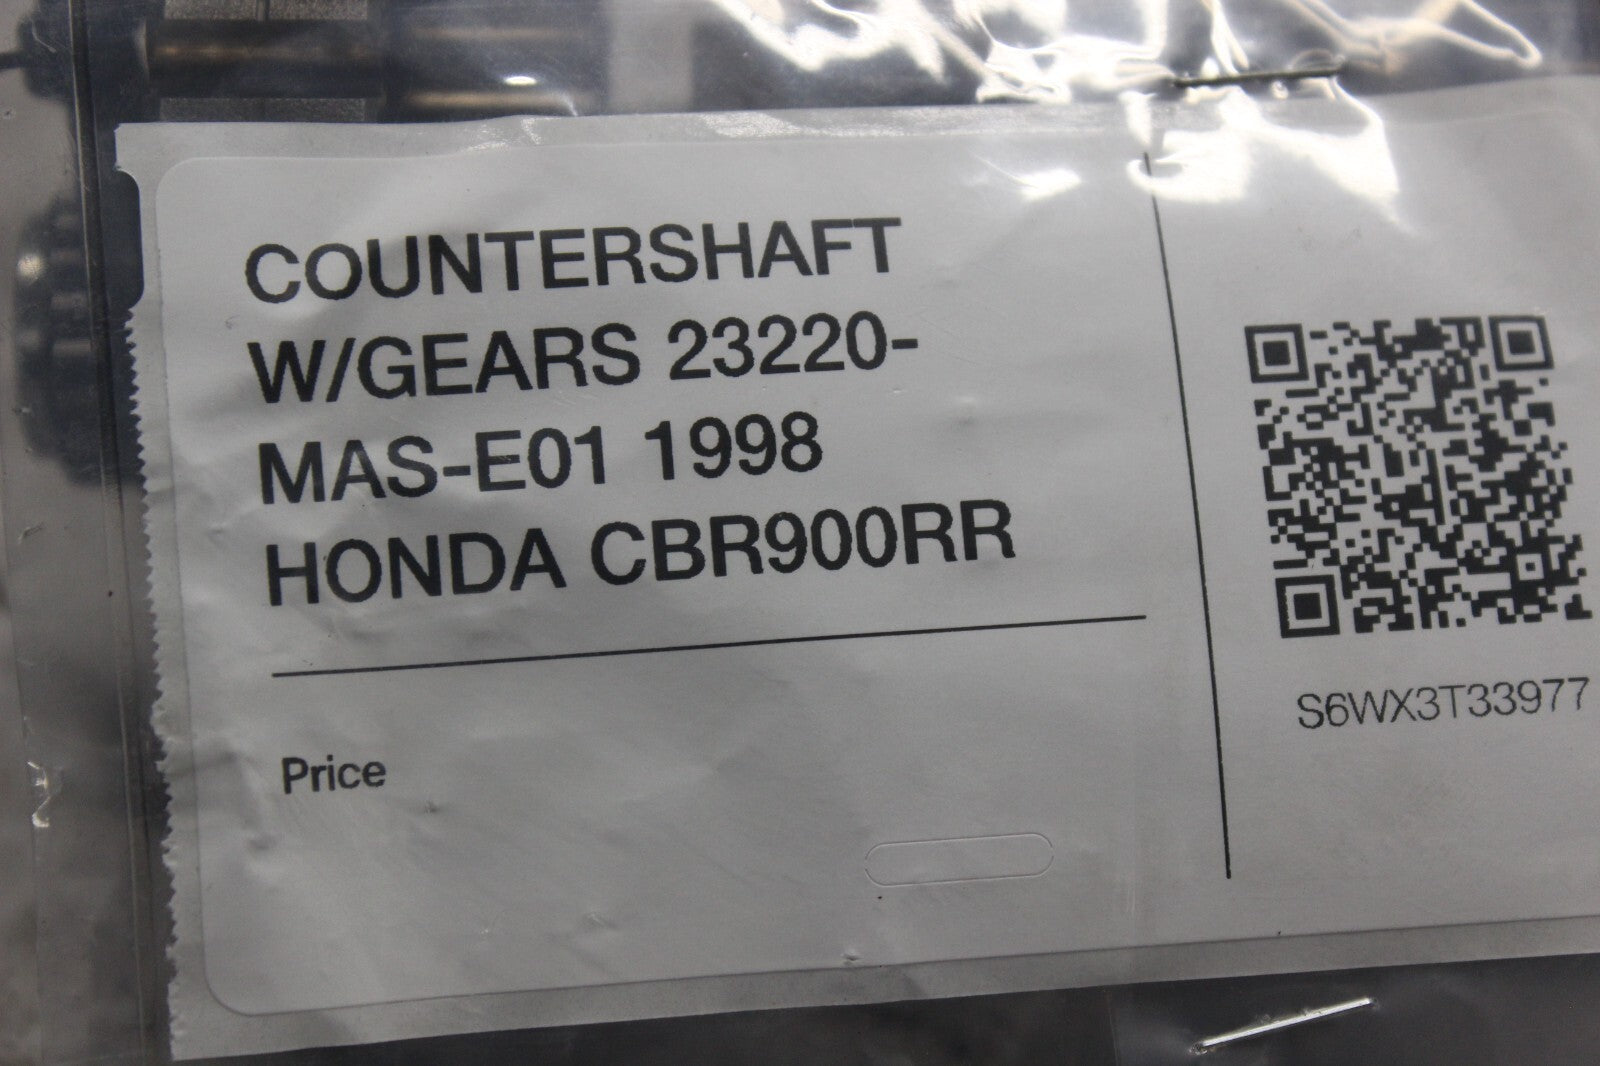 COUNTERSHAFT
W/GEARS 23220-
MAS-E01 1998
HONDA CBR900RR
Price
S6WX3T33977